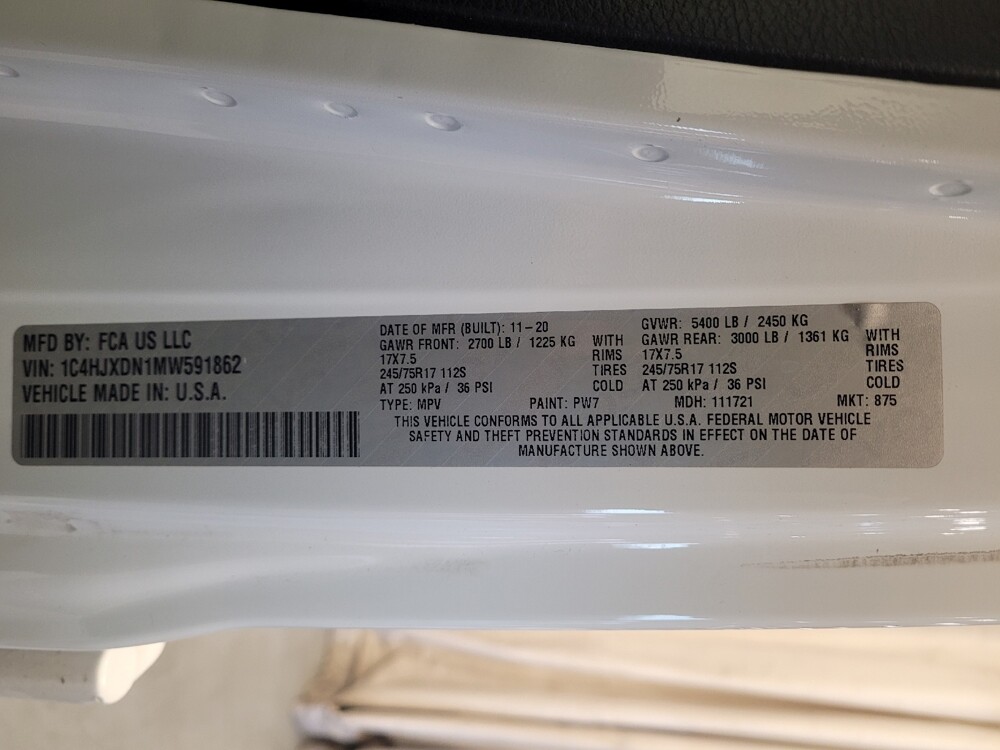 MFD BY: FCA US LLC
VIN: 1C4HJXDN1MW591862
VEHICLE MADE IN: U.S.A.
DATE OF MFR (BUILT): 11-20
GAWR FRONT: 2700 LB / 1225 KG WITH
17X7.5 RIMS
245/75R17 112S TIRES
AT 250 kPa / 36 PSI COLD
GVWR: 5400 LB / 2450 KG
GAWR REAR: 3000 LB / 1361 KG WITH
17X7.5 RIMS
245/75R17 112S TIRES
AT 250 kPa / 36 PSI COLD
TYPE: MPV PAINT: PW7 MDH: 111721 MKT: 875
THIS VEHICLE CONFORMS TO ALL APPLICABLE U.S.A. FEDERAL MOTOR VEHICLE
SAFETY AND THEFT PREVENTION STANDARDS IN EFFECT ON THE DATE OF
MANUFACTURE SHOWN ABOVE.